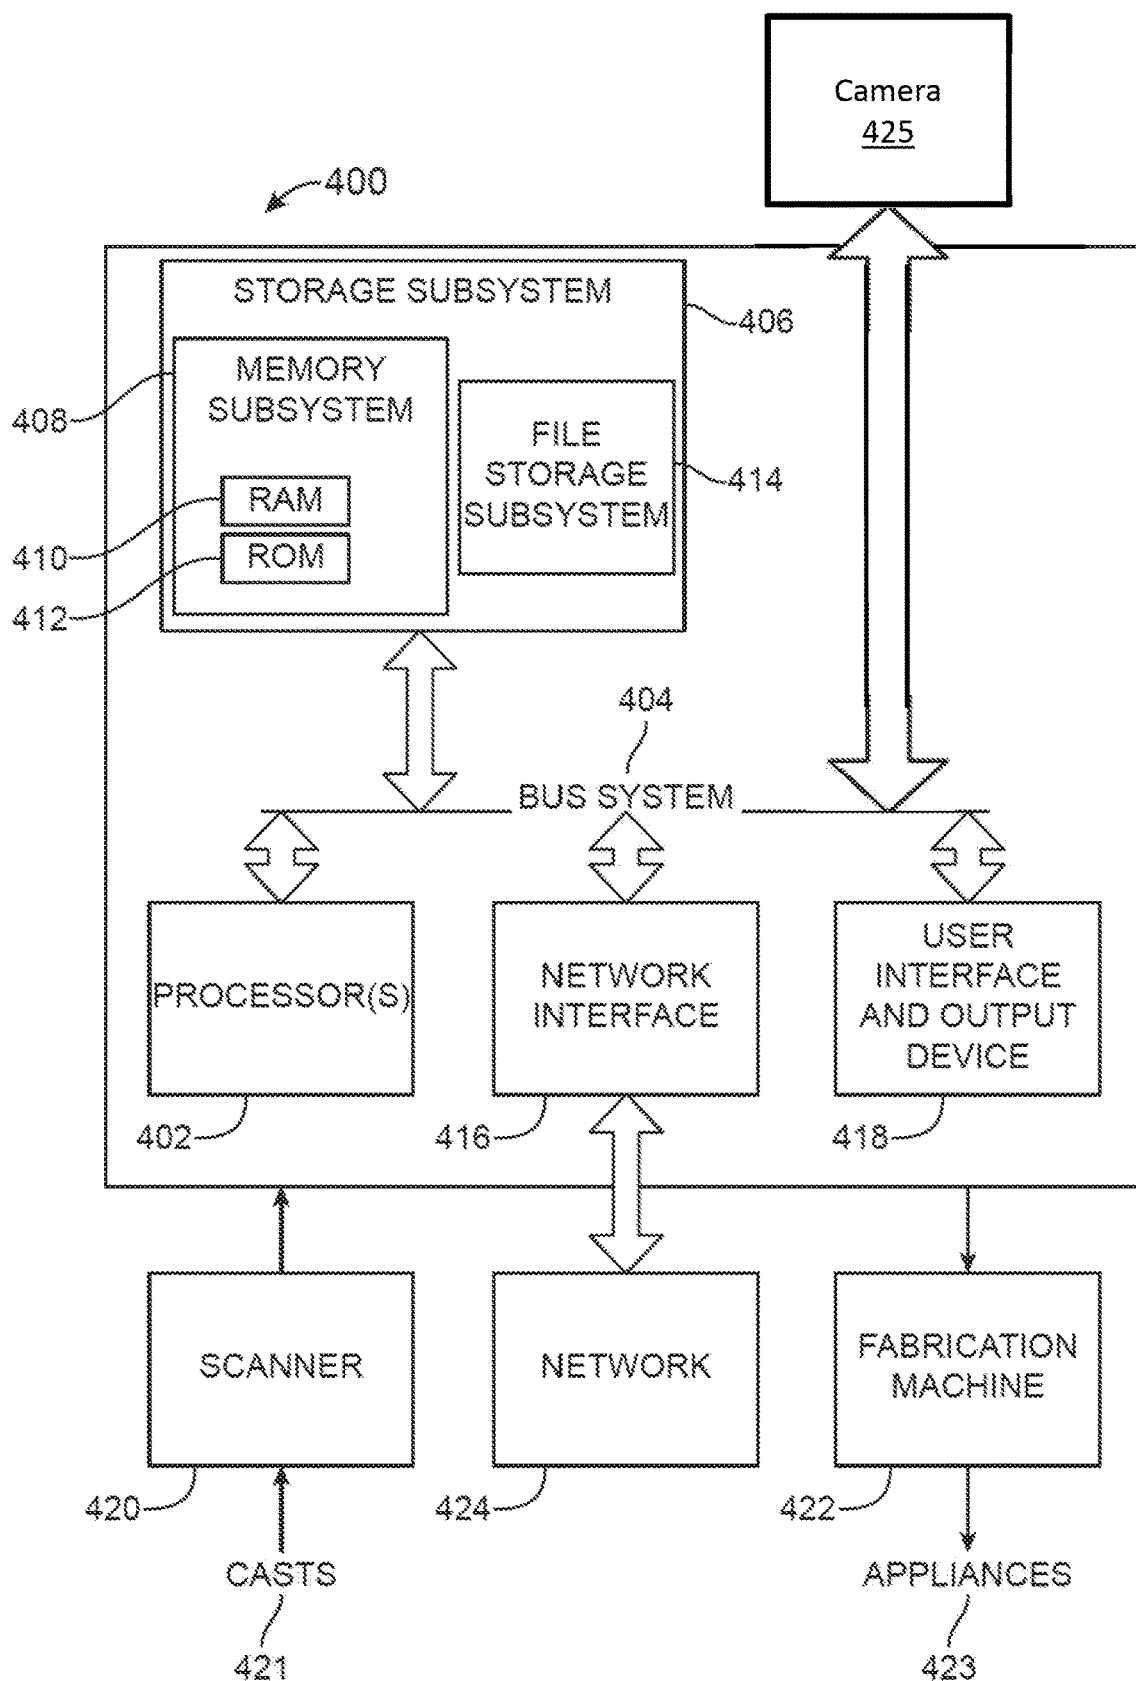 Camera
425
400
STORAGE SUBSYSTEM
406
MEMORY
SUBSYSTEM
408
FILE
STORAGE
SUBSYSTEM
414
RAM
410
ROM
412
404
BUS SYSTEM
PROCESSOR(S)
NETWORK
INTERFACE
USER
INTERFACE
AND OUTPUT
DEVICE
402
416
418
SCANNER
NETWORK
FABRICATION
MACHINE
420
424
422
CASTS
APPLIANCES
421
423